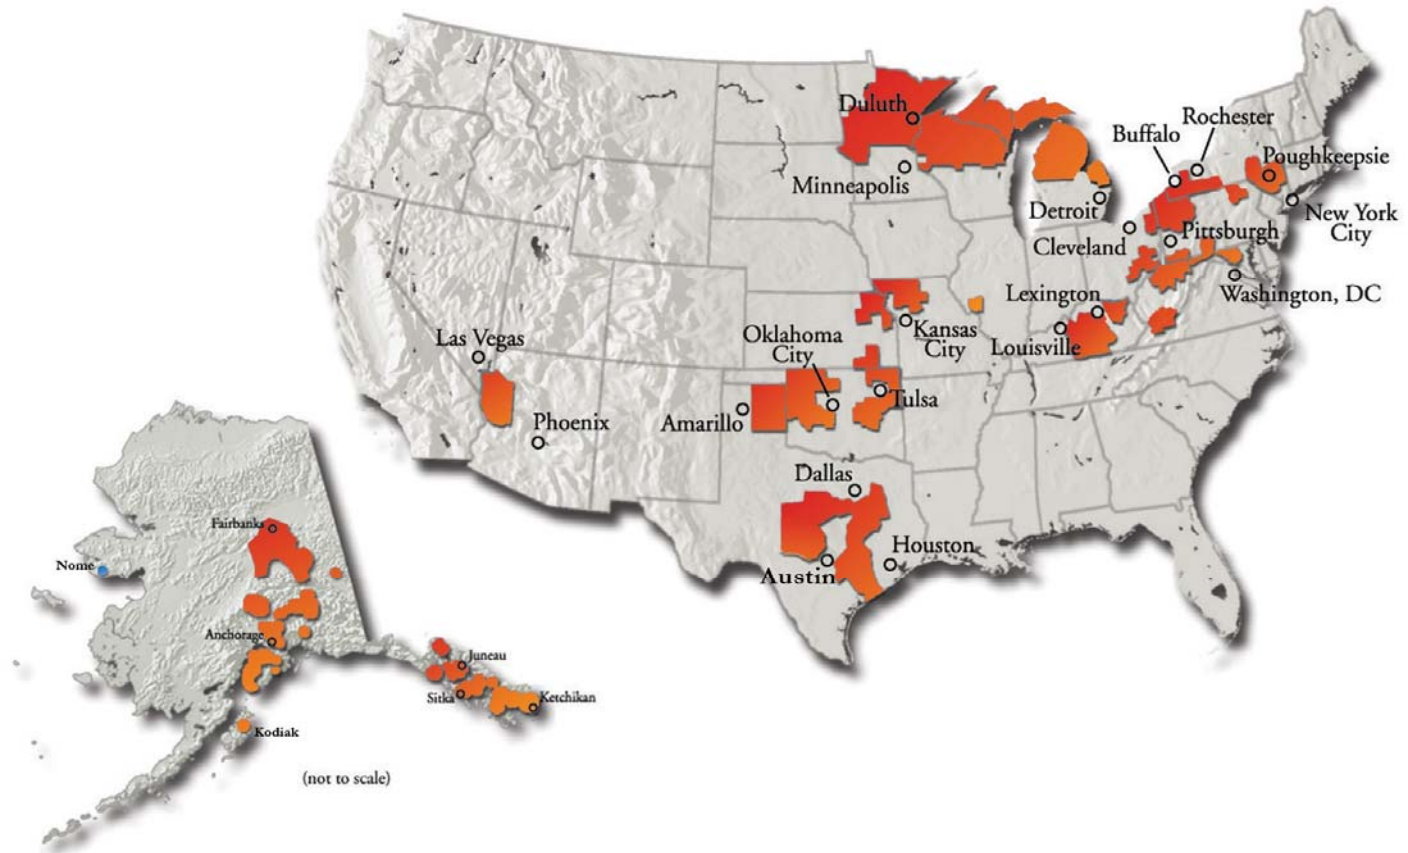 Duluth
Rochester
Buffalo
Poughkeepsie
Minneapolis
Detroit
New York
City
Cleveland
Pittsburgh
Washington, DC
Lexington
Kansas
City
Louisville
Oklahoma
City
Las Vegas
Tulsa
Amarillo
Phoenix
Dallas
Houston
Austin
Fairbanks
Nome
Anchorage
Juneau
Sitka
Ketchikan
Kodiak
(not to scale)